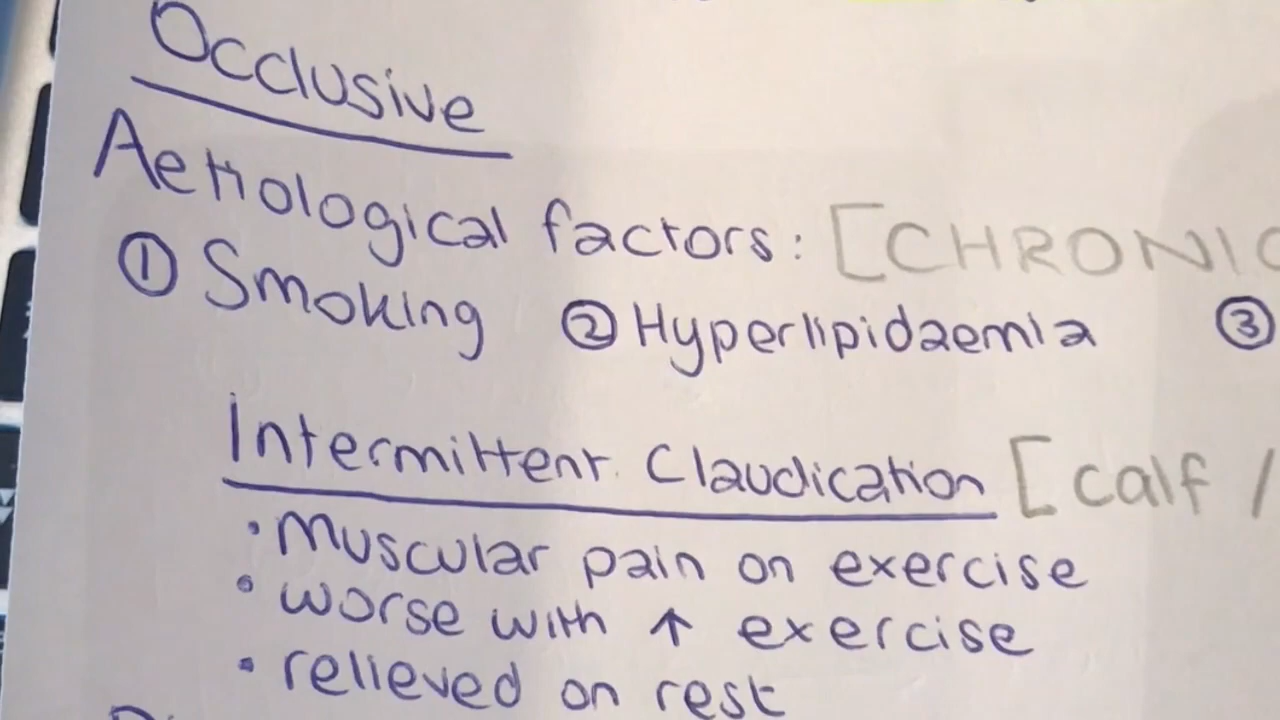 Occlusive
Aetiological factors: [CHRONIC
① Smoking ② Hyperlipidaemia ③
Intermittent Claudication [calf /
• Muscular pain on exercise
• worse with ↑ exercise
• relieved on rest